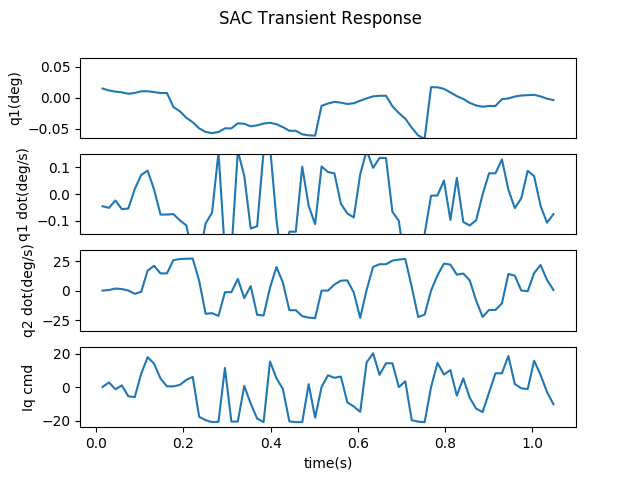 SAC Transient Response
q1(deg)
0.05
0.00
−0.05
q1 dot(deg/s)
0.1
0.0
−0.1
q2 dot(deg/s)
25
0
−25
Iq cmd
20
0
−20
0.0 0.2 0.4 0.6 0.8 1.0
time(s)